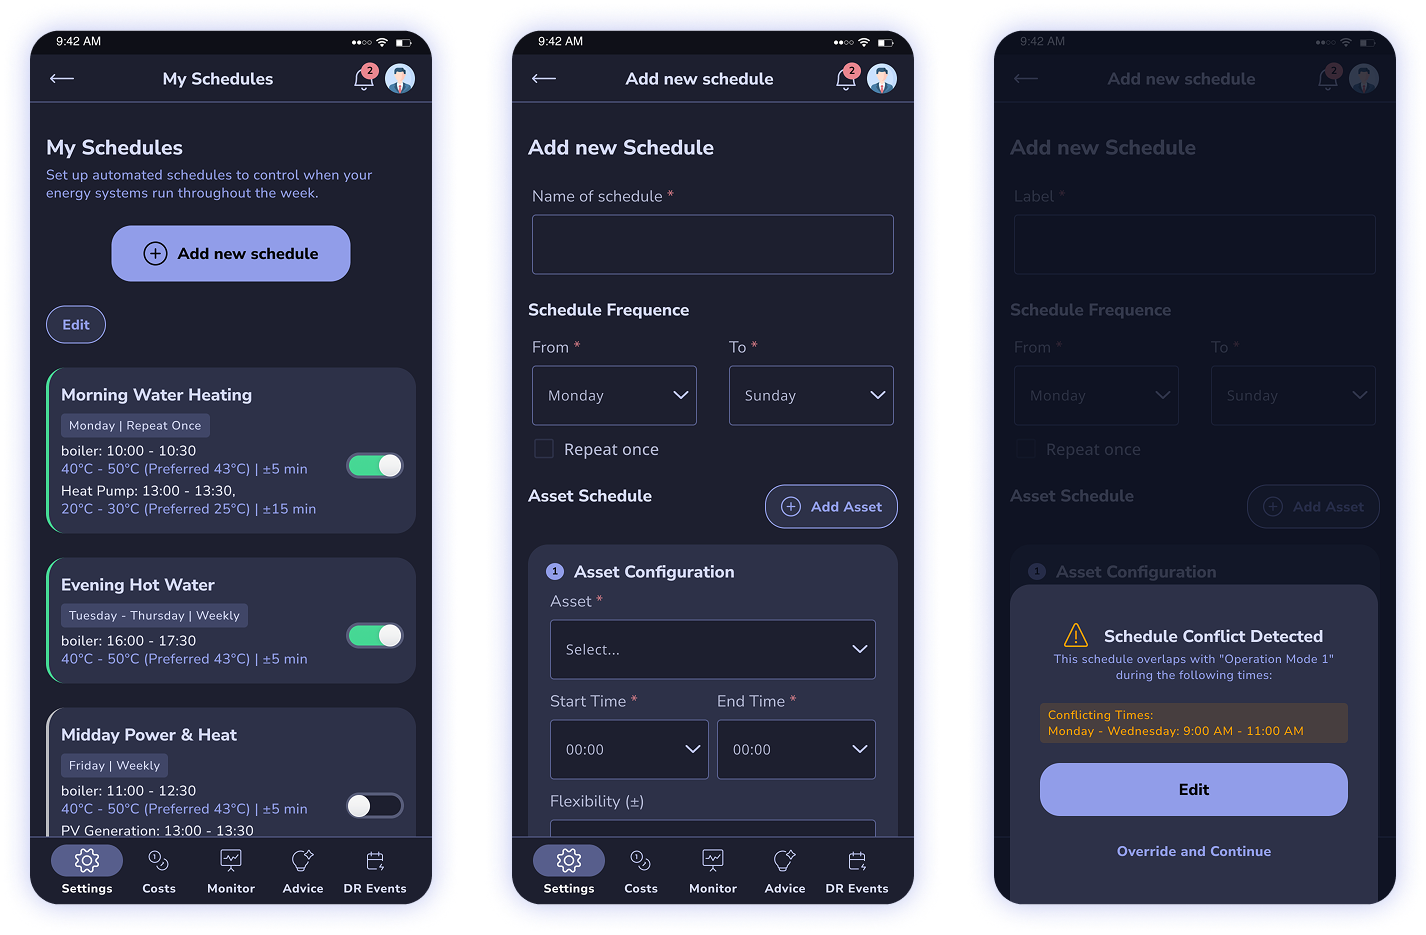 9:42 AM
My Schedules
2
My Schedules
Set up automated schedules to control when your
energy systems run throughout the week.
Add new schedule
Edit
Morning Water Heating
Monday | Repeat Once
boiler: 10:00 - 10:30
40°C - 50°C (Preferred 43°C) | ±5 min
Heat Pump: 13:00 - 13:30,
20°C - 30°C (Preferred 25°C) | ±15 min
Evening Hot Water
Tuesday - Thursday | Weekly
boiler: 16:00 - 17:30
40°C - 50°C (Preferred 43°C) | ±5 min
Midday Power & Heat
Friday | Weekly
boiler: 11:00 - 12:30
40°C - 50°C (Preferred 43°C) | ±5 min
PV Generation: 13:00 - 13:30
Settings Costs Monitor Advice DR Events
9:42 AM
Add new schedule
2
Add new Schedule
Name of schedule *
Schedule Frequence
From * To *
Monday Sunday
Repeat once
Asset Schedule
Add Asset
1 Asset Configuration
Asset *
Select...
Start Time * End Time *
00:00 00:00
Flexibility (±)
Settings Costs Monitor Advice DR Events
9:42 AM
Add new schedule
2
Add new Schedule
Label *
Schedule Frequence
From * To *
Monday Sunday
Repeat once
Asset Schedule
Add Asset
1 Asset Configuration
Schedule Conflict Detected
This schedule overlaps with "Operation Mode 1"
during the following times:
Conflicting Times:
Monday - Wednesday: 9:00 AM - 11:00 AM
Edit
Override and Continue